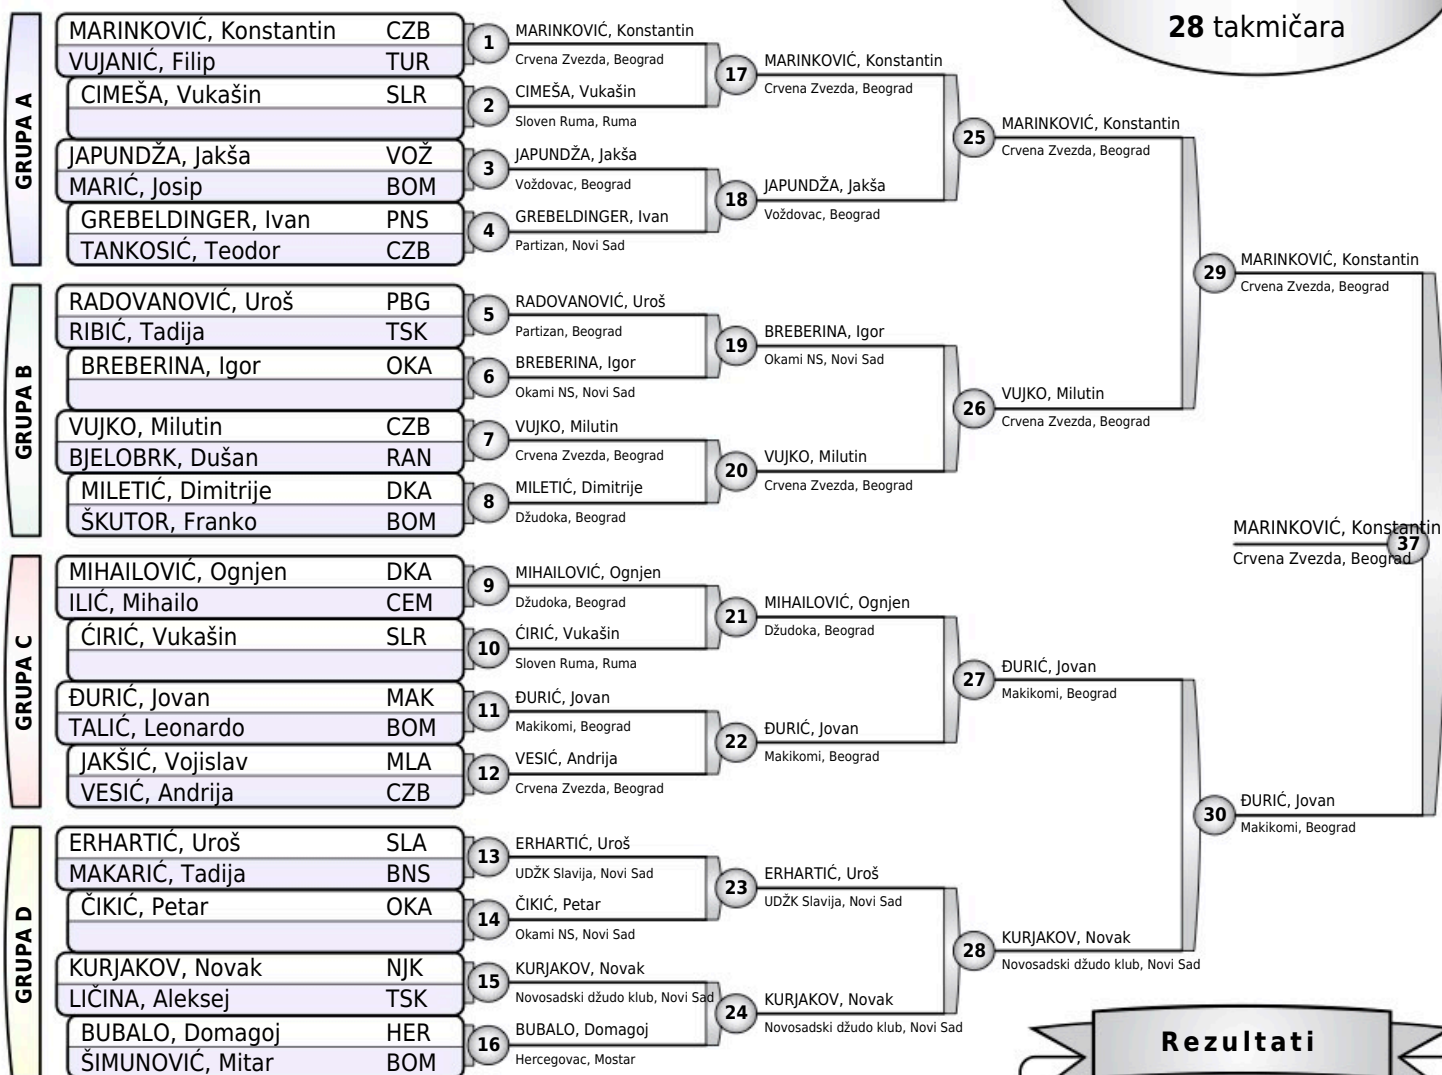 28 takmičara
GRUPA A
MARINKOVIĆ, Konstantin CZB
VUJANIĆ, Filip TUR
CIMEŠA, Vukašin SLR
JAPUNDŽA, Jakša VOŽ
MARIĆ, Josip BOM
GREBELDINGER, Ivan PNS
TANKOSIĆ, Teodor CZB
GRUPA B
RADOVANOVIĆ, Uroš PBG
RIBIĆ, Tadija TSK
BREBERINA, Igor OKA
VUJKO, Milutin CZB
BJELOBRK, Dušan RAN
MILETIĆ, Dimitrije DKA
ŠKUTOR, Franko BOM
GRUPA C
MIHAILOVIĆ, Ognjen DKA
ILIĆ, Mihailo CEM
ĆIRIĆ, Vukašin SLR
ĐURIĆ, Jovan MAK
TALIĆ, Leonardo BOM
JAKŠIĆ, Vojislav MLA
VESIĆ, Andrija CZB
GRUPA D
ERHARTIĆ, Uroš SLA
MAKARIĆ, Tadija BNS
ČIKIĆ, Petar OKA
KURJAKOV, Novak NJK
LIČINA, Aleksej TSK
BUBALO, Domagoj HER
ŠIMUNOVIĆ, Mitar BOM
1 MARINKOVIĆ, Konstantin
Crvena Zvezda, Beograd
2 CIMEŠA, Vukašin
Sloven Ruma, Ruma
3 JAPUNDŽA, Jakša
Voždovac, Beograd
4 GREBELDINGER, Ivan
Partizan, Novi Sad
5 RADOVANOVIĆ, Uroš
Partizan, Beograd
6 BREBERINA, Igor
Okami NS, Novi Sad
7 VUJKO, Milutin
Crvena Zvezda, Beograd
8 MILETIĆ, Dimitrije
Džudoka, Beograd
9 MIHAILOVIĆ, Ognjen
Džudoka, Beograd
10 ĆIRIĆ, Vukašin
Sloven Ruma, Ruma
11 ĐURIĆ, Jovan
Makikomi, Beograd
12 VESIĆ, Andrija
Crvena Zvezda, Beograd
13 ERHARTIĆ, Uroš
UDŽK Slavija, Novi Sad
14 ČIKIĆ, Petar
Okami NS, Novi Sad
15 KURJAKOV, Novak
Novosadski džudo klub, Novi Sad
16 BUBALO, Domagoj
Hercegovac, Mostar
17 MARINKOVIĆ, Konstantin
Crvena Zvezda, Beograd
18 JAPUNDŽA, Jakša
Voždovac, Beograd
19 BREBERINA, Igor
Okami NS, Novi Sad
20 VUJKO, Milutin
Crvena Zvezda, Beograd
21 MIHAILOVIĆ, Ognjen
Džudoka, Beograd
22 ĐURIĆ, Jovan
Makikomi, Beograd
23 ERHARTIĆ, Uroš
UDŽK Slavija, Novi Sad
24 KURJAKOV, Novak
Novosadski džudo klub, Novi Sad
25 MARINKOVIĆ, Konstantin
Crvena Zvezda, Beograd
26 VUJKO, Milutin
Crvena Zvezda, Beograd
27 ĐURIĆ, Jovan
Makikomi, Beograd
28 KURJAKOV, Novak
Novosadski džudo klub, Novi Sad
29 MARINKOVIĆ, Konstantin
Crvena Zvezda, Beograd
30 ĐURIĆ, Jovan
Makikomi, Beograd
MARINKOVIĆ, Konstantin
37
Crvena Zvezda, Beograd
Rezultati